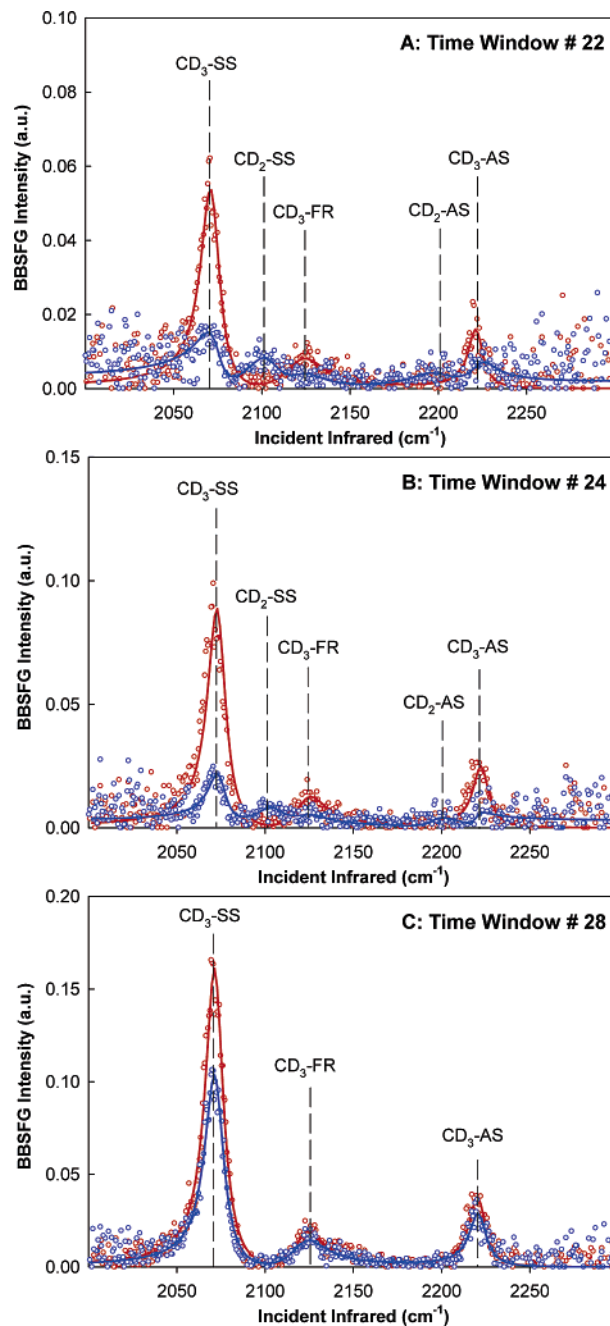 A: Time Window # 22
CD3-SS
CD2-SS
CD3-FR
CD2-AS
CD3-AS
BBSFG Intensity (a.u.)
0.10
0.08
0.06
0.04
0.02
0.00
2050 2100 2150 2200 2250
Incident Infrared (cm-1)
B: Time Window # 24
CD3-SS
CD2-SS
CD3-FR
CD2-AS
CD3-AS
BBSFG Intensity (a.u.)
0.15
0.10
0.05
0.00
2050 2100 2150 2200 2250
Incident Infrared (cm-1)
C: Time Window # 28
CD3-SS
CD3-FR
CD3-AS
BBSFG Intensity (a.u.)
0.20
0.15
0.10
0.05
0.00
2050 2100 2150 2200 2250
Incident Infrared (cm-1)